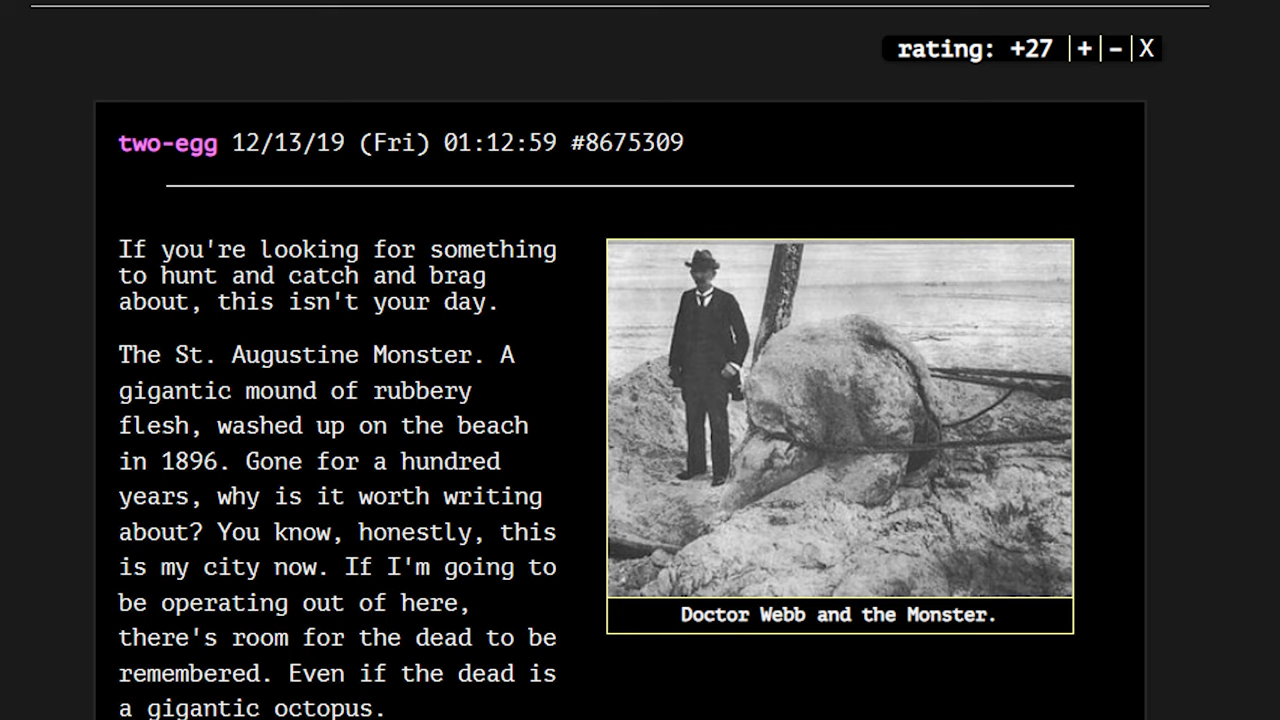 rating: +27 + – X
two-egg 12/13/19 (Fri) 01:12:59 #8675309
If you're looking for something
to hunt and catch and brag
about, this isn't your day.
The St. Augustine Monster. A
gigantic mound of rubbery
flesh, washed up on the beach
in 1896. Gone for a hundred
years, why is it worth writing
about? You know, honestly, this
is my city now. If I'm going to
be operating out of here,
there's room for the dead to be
remembered. Even if the dead is
a gigantic octopus.
Doctor Webb and the Monster.